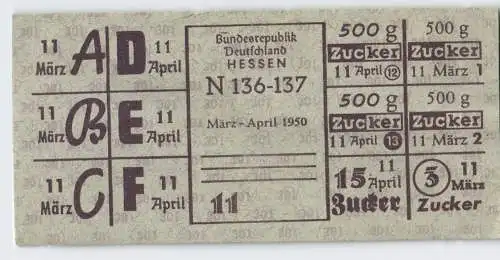 11 März A
D 11 April
11 März B
E 11 April
11 März C
F 11 April
Bundesrepublik
Deutschland
HESSEN
N 136-137
März - April 1950
11
500 g
Zucker
11 April 12
500 g
Zucker
11 März 1
500 g
Zucker
11 April 13
500 g
Zucker
11 März 2
15 11 April
Zucker
3 11 März
Zucker